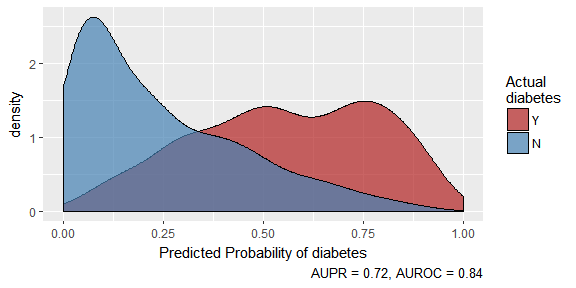 density
2
1
0
0.00 0.25 0.50 0.75 1.00
Predicted Probability of diabetes
AUPR = 0.72, AUROC = 0.84
Actual
diabetes
Y
N